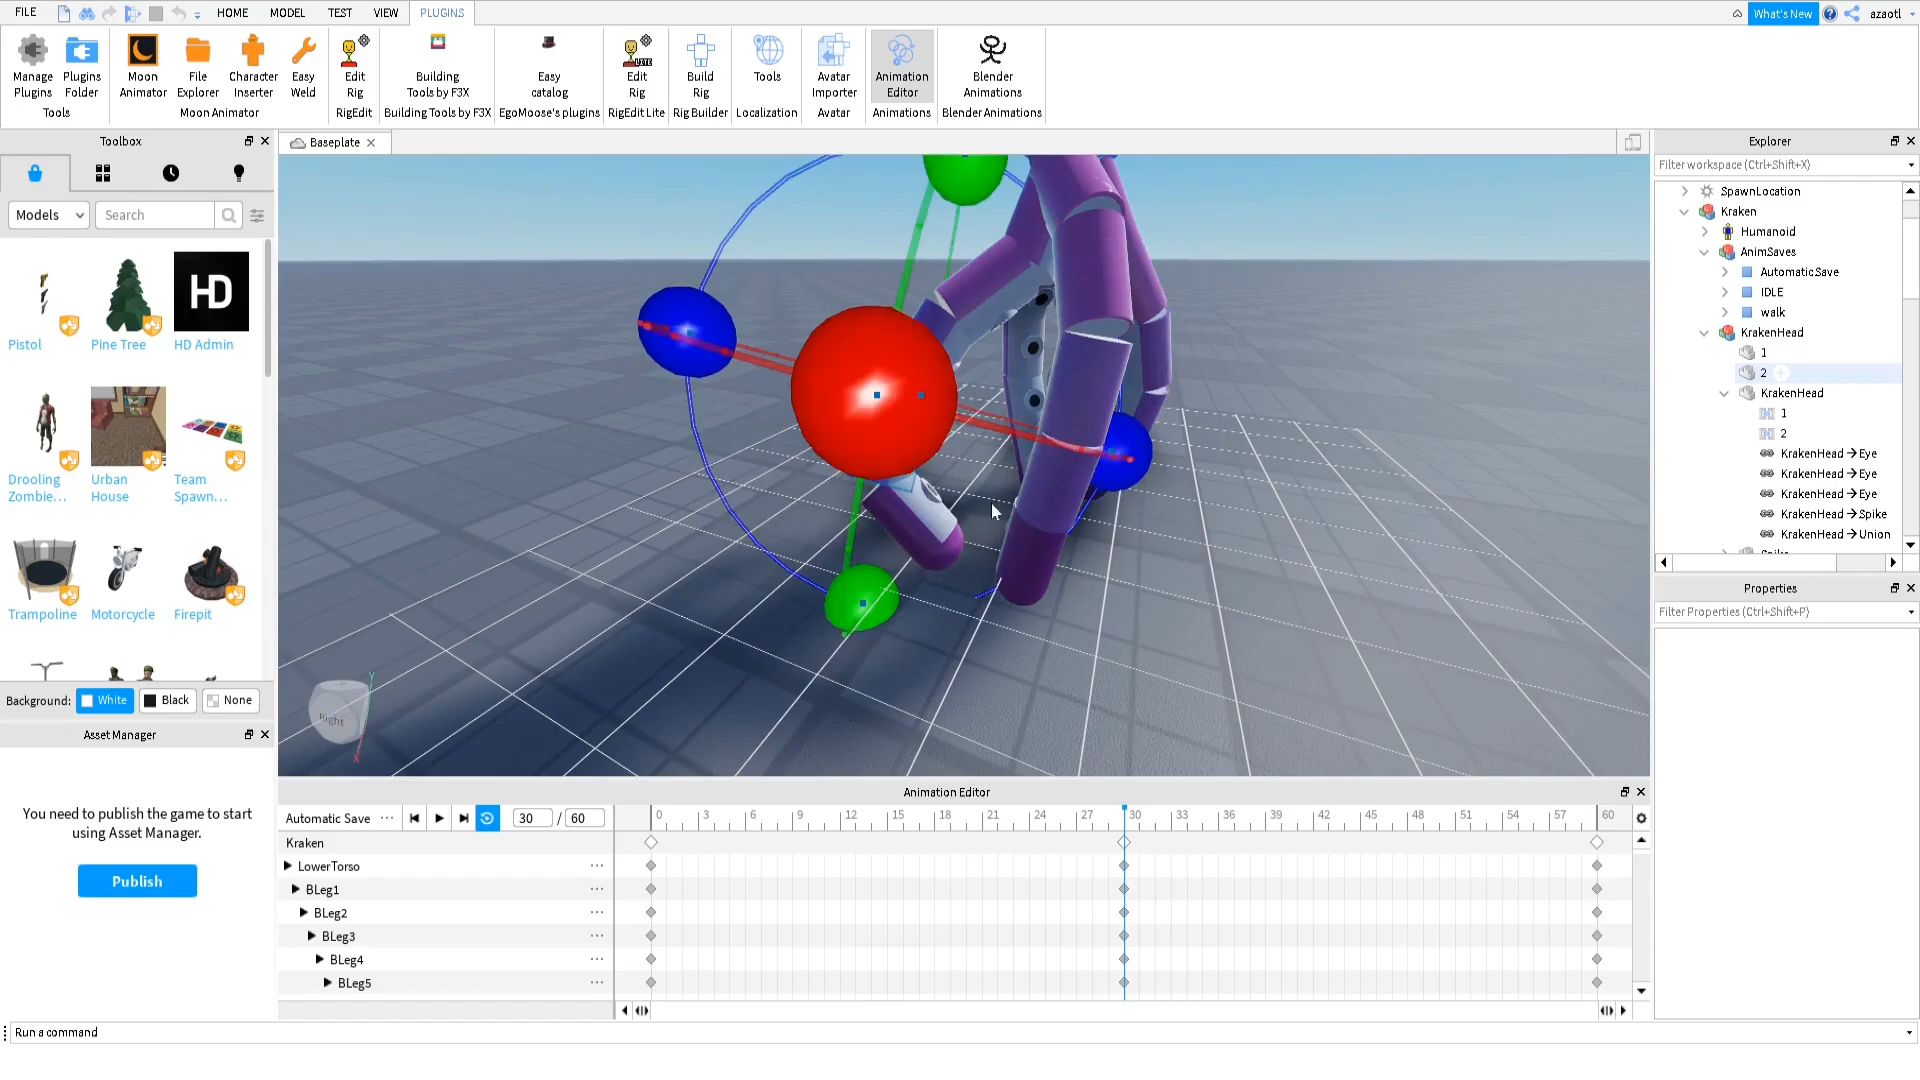 FILE
HOME
MODEL
TEST
VIEW
PLUGINS
What's New
azaotl
Manage Plugins
Plugins Folder
Moon Animator
File Explorer
Character Inserter
Easy Weld
Edit Rig
Building Tools by F3X
Easy catalog
Edit Rig
Build Rig
Tools
Avatar Importer
Animation Editor
Blender Animations
Tools
Moon Animator
RigEdit
Building Tools by F3X
EgoMoose's plugins
RigEdit Lite
Rig Builder
Localization
Avatar
Animations
Blender Animations
Toolbox
Models
Search
Pistol
Pine Tree
HD
HD Admin
Drooling Zombie...
Urban House
Team Spawn...
Trampoline
Motorcycle
Firepit
Background:
White
Black
None
Asset Manager
You need to publish the game to start
using Asset Manager.
Publish
Baseplate
Right
Y
X
Explorer
Filter workspace (Ctrl+Shift+X)
SpawnLocation
Kraken
Humanoid
AnimSaves
Automatic Save
IDLE
walk
KrakenHead
1
2
KrakenHead
1
2
KrakenHead->Eye
KrakenHead->Eye
KrakenHead->Eye
KrakenHead->Spike
KrakenHead->Union
Spike
Properties
Filter Properties (Ctrl+Shift+P)
Animation Editor
Automatic Save ... 30 / 60
0 3 6 9 12 15 18 21 24 27 30 33 36 39 42 45 48 51 54 57 60
Kraken
LowerTorso
BLeg1
BLeg2
BLeg3
BLeg4
BLeg5
Run a command